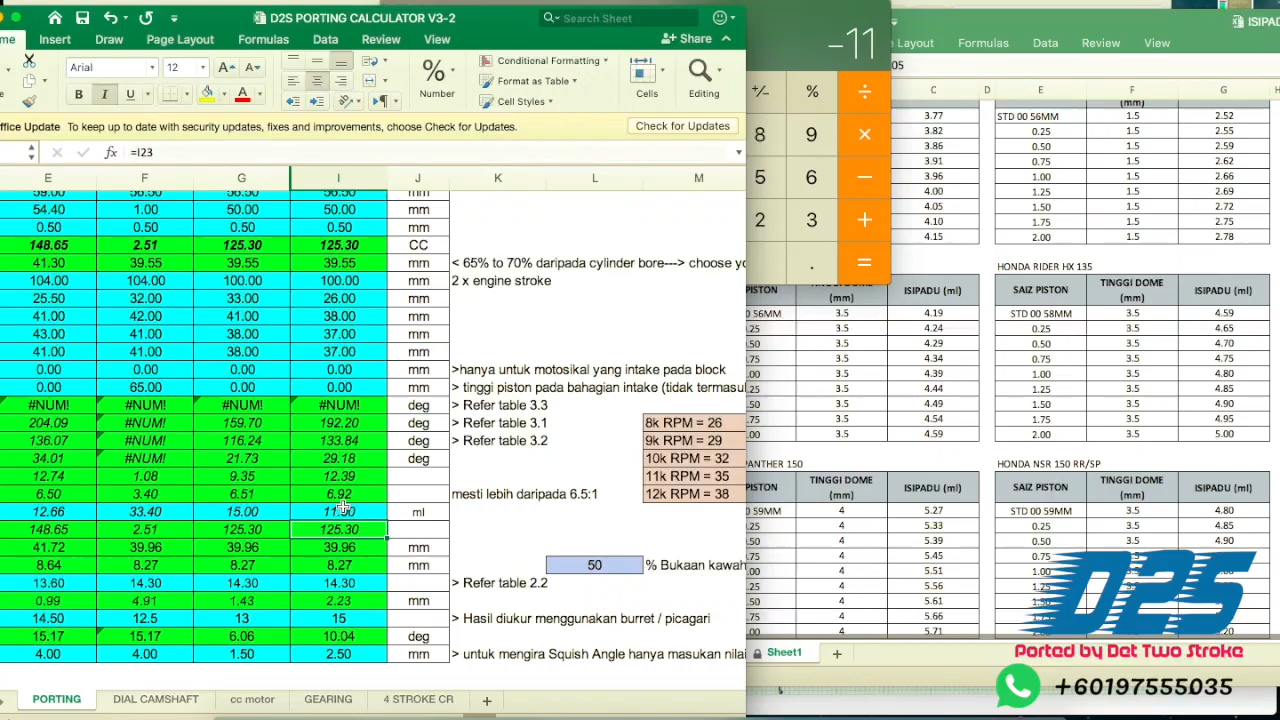 D2S PORTING CALCULATOR V3-2
Search Sheet
Insert Draw Page Layout Formulas Data Review View
Share
Arial 12
Conditional Formatting
Format as Table
Cell Styles
Number
Cells
Editing
B I U
To keep up to date with security updates, fixes and improvements, choose Check for Updates.
Check for Updates
fx =I23
E F G I J K L M
54.40 1.00 50.00 50.00 mm
0.50 0.50 0.50 0.50 mm
148.65 2.51 125.30 125.30 CC
41.30 39.55 39.55 39.55 mm < 65% to 70% daripada cylinder bore---> choose
104.00 104.00 100.00 100.00 mm 2 x engine stroke
25.50 32.00 33.00 26.00 mm
41.00 42.00 41.00 38.00 mm
43.00 41.00 38.00 37.00 mm
41.00 41.00 38.00 37.00 mm
0.00 0.00 0.00 0.00 mm >hanya untuk motosikal yang intake pada block
0.00 65.00 0.00 0.00 mm > tinggi piston pada bahagian intake (tidak
#NUM! #NUM! #NUM! #NUM! deg > Refer table 3.3
204.09 #NUM! 159.70 192.20 deg > Refer table 3.1 8k RPM = 26
136.07 #NUM! 116.24 133.84 deg > Refer table 3.2 9k RPM = 29
34.01 #NUM! 21.73 29.18 deg 10k RPM = 32
12.74 1.08 9.35 12.39 11k RPM = 35
6.50 3.40 6.51 6.92 mesti lebih daripada 6.5:1 12k RPM = 38
12.66 33.40 15.00 ml
148.65 2.51 125.30 125.30
41.72 39.96 39.96 39.96 mm
8.64 8.27 8.27 8.27 mm 50 % Bukaan kawah
13.60 14.30 14.30 14.30 > Refer table 2.2
0.99 4.91 1.43 2.23 mm
14.50 12.5 13 15 > Hasil diukur menggunakan burret / picagari
15.17 15.17 6.06 10.04 deg
4.00 4.00 1.50 2.50 mm > untuk mengira Squish Angle hanya masukan
PORTING DIAL CAMSHAFT cc motor GEARING 4 STROKE CR +
−11
+/− % ÷
8 9 ×
5 6 −
2 3 +
. =
Formulas Data Review View
C D E F G
3.77 STD 00 56MM 1.5 2.52
3.82 0.25 1.5 2.55
3.86 0.50 1.5 2.59
3.91 0.75 1.5 2.62
3.96 1.00 1.5 2.66
4.00 1.25 1.5 2.69
4.05 1.50 1.5 2.72
4.10 1.75 1.5 2.75
4.15 2.00 1.5 2.78
HONDA RIDER HX 135
PISTON TINGGI DOME (mm) ISIPADU (ml) SAIZ PISTON TINGGI DOME (mm) ISIPADU (ml)
56MM 3.5 4.19 STD 00 58MM 3.5 4.59
3.5 4.24 0.25 3.5 4.65
3.5 4.29 0.50 3.5 4.70
3.5 4.34 0.75 3.5 4.75
3.5 4.39 1.00 3.5 4.80
3.5 4.44 1.25 3.5 4.85
3.5 4.49 1.50 3.5 4.90
3.5 4.54 1.75 3.5 4.95
3.5 4.59 2.00 3.5 5.00
PANTHER 150 HONDA NSR 150 RR/SP
PISTON TINGGI DOME (mm) ISIPADU (ml) SAIZ PISTON TINGGI DOME (mm) ISIPADU (ml)
59MM 4 5.27 STD 00 59MM 3.5 4.80
4 5.33 0.25 3.5 4.85
4 5.45 0.50 3.5 4.90
4 5.50 0.75
4 5.56 1.00
4 5.61 1.25
4 5.66 1.50
4 5.71
Sheet1 +
D2S
Ported by Det Two Stroke
+60197555035